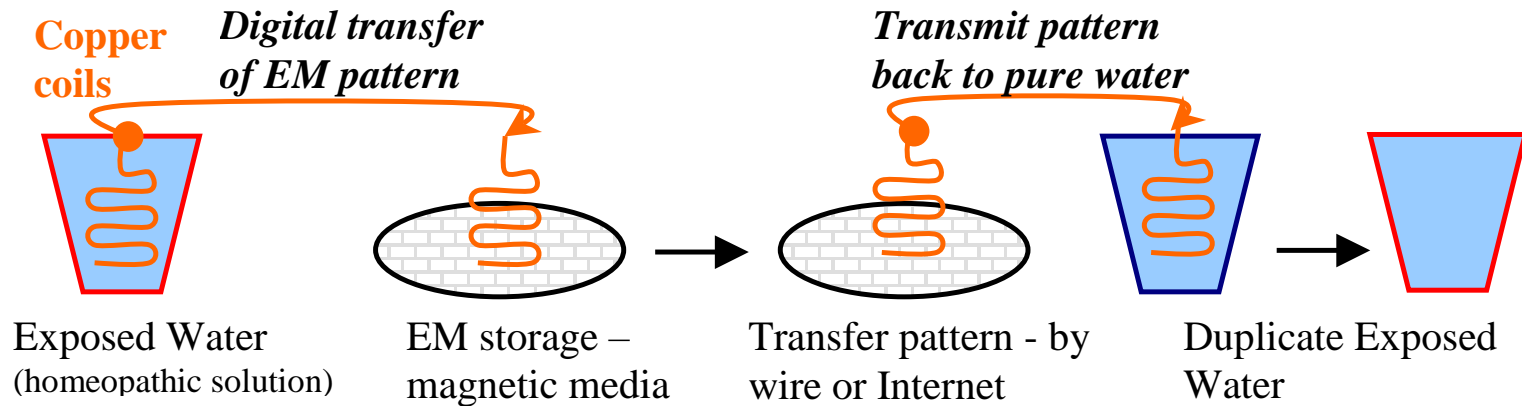 Copper
coils
Digital transfer
of EM pattern
Transmit pattern
back to pure water
Exposed Water
(homeopathic solution)
EM storage –
magnetic media
Transfer pattern - by
wire or Internet
Duplicate Exposed
Water